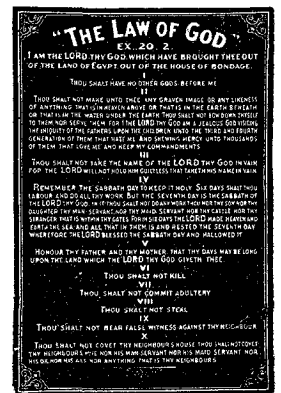 "THE LAW OF GOD"
EX. 20. 2.
I AM THE LORD THY GOD, WHICH HAVE BROUGHT THEE OUT
OF THE LAND OF EGYPT, OUT OF THE HOUSE OF BONDAGE.
I
THOU SHALT HAVE NO OTHER GODS BEFORE ME
II
THOU SHALT NOT MAKE UNTO THEE ANY GRAVEN IMAGE OR ANY LIKENESS
OF ANYTHING THAT IS IN HEAVEN ABOVE OR THAT IS IN THE EARTH BENEATH
OR THAT IS IN THE WATER UNDER THE EARTH THOU SHALT NOT BOW DOWN THYSELF
TO THEM NOR SERVE THEM FOR I THE LORD THY GOD AM A JEALOUS GOD VISITING
THE INIQUITY OF THE FATHERS UPON THE CHILDREN UNTO THE THIRD AND FOURTH
GENERATION OF THEM THAT HATE ME AND SHEWING MERCY UNTO THOUSANDS
OF THEM THAT LOVE ME AND KEEP MY COMMANDMENTS
III
THOU SHALT NOT TAKE THE NAME OF THE LORD THY GOD IN VAIN
FOR THE LORD WILL NOT HOLD HIM GUILTLESS THAT TAKETH HIS NAME IN VAIN
IV
REMEMBER THE SABBATH DAY TO KEEP IT HOLY SIX DAYS SHALT THOU
LABOUR AND DO ALL THY WORK BUT THE SEVENTH DAY IS THE SABBATH OF
THE LORD THY GOD, IN IT THOU SHALT NOT DO ANY WORK THOU NOR THY SON NOR THY
DAUGHTER THY MAN SERVANT, NOR THY MAID SERVANT NOR THY CATTLE NOR THY
STRANGER THAT IS WITHIN THY GATES FOR IN SIX DAYS THE LORD MADE HEAVEN AND
EARTH THE SEA AND ALL THAT IN THEM IS AND RESTED THE SEVENTH DAY
WHEREFORE THE LORD BLESSED THE SABBATH DAY AND HALLOWED IT
V
HONOUR THY FATHER AND THY MOTHER THAT THY DAYS MAY BE LONG
UPON THE LAND WHICH THE LORD THY GOD GIVETH THEE
VI
THOU SHALT NOT KILL
VII
THOU SHALT NOT COMMIT ADULTERY
VIII
THOU SHALT NOT STEAL
IX
THOU SHALT NOT BEAR FALSE WITNESS AGAINST THY NEIGHBOUR
X
THOU SHALT NOT COVET THY NEIGHBOURS HOUSE THOU SHALT NOT COVET
THY NEIGHBOURS WIFE NOR HIS MAN SERVANT NOR HIS MAID SERVANT NOR
HIS OX NOR HIS ASS NOR ANYTHING THAT IS THY NEIGHBOURS